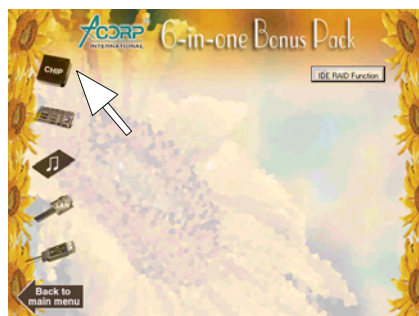 ACORP
INTERNATIONAL
6-in-one Bonus Pack
IDE RAID Function
CHIP
LAN
Back to
main menu